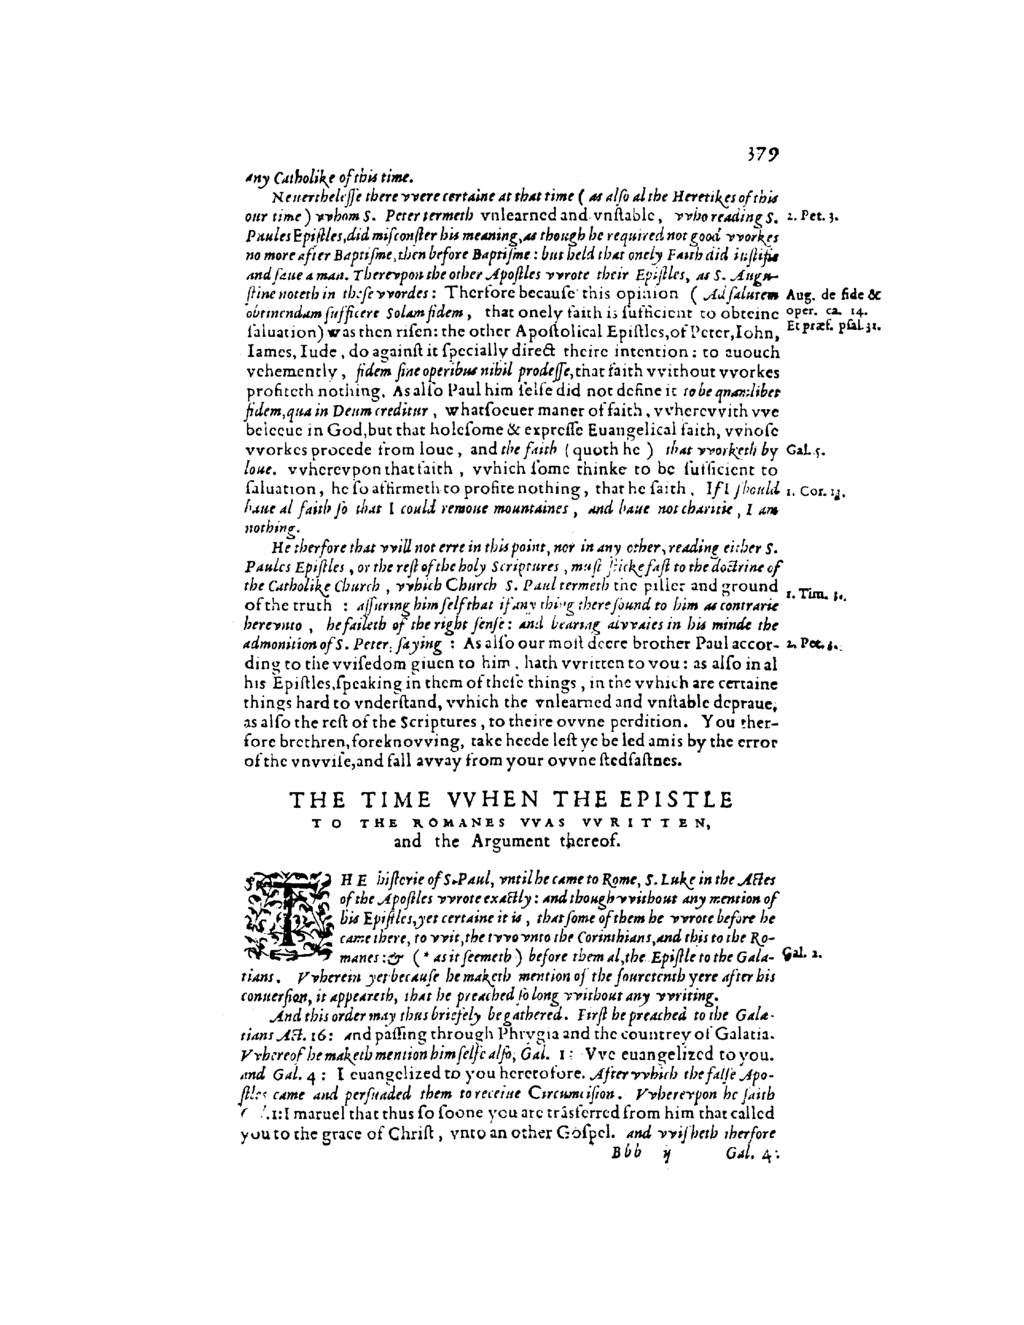 379
any Catholike of this time.
Neuerthelesse there vvere certaine at that time ( as also al the Heretikes of this
our time ) vvhom S. Peter termeth vnlearned and vnstable, vvho reading S. 2. Pet. 3.
Paules Epistles, did misconster his meaning, as though he required not good vvorkes
no more after Baptisme, then before Baptisme : but held that onely Faith did iustifie
and saue a man. Therevpon the other Apostles vvrote their Epistles, as S. Augu-
stine noteth in these vvordes : Therfore because this opinion ( Ad salutem Aug. de fide &
obtinendam sufficere Solam fidem, that onely faith is sufficient to obteine oper. ca. 14.
saluation) was then risen: the other Apostolical Epistles, of Peter, Iohn, Et præf. psal. 31.
Iames, Iude, do against it specially direct theire intention : to auouch
vehemently, fidem sine operibus nihil prodesse, that faith vvithout vvorkes
profiteth nothing. As also Paul him selfe did not define it to be quamlibet
fidem, qua in Deum creditur, whatsoeuer maner of faith, vvherevvith vve
beleeue in God, but that holesome & expresse Euangelical faith, vvhose
vvorkes procede from loue, and the faith (quoth he ) that vvorketh by Gal. 5.
loue. vvherevpon that faith, vvhich some thinke to be sufficient to
saluation, he so affirmeth to profite nothing, that he saith, If I should 1. Cor. 13.
haue al faith so that I could remoue mountaines, and haue not charitie, I am
nothing.
He therfore that vvill not erre in this point, nor in any other, reading either S.
Paules Epistles, or the rest of the holy Scriptures, must sticke fast to the doctrine of
the Catholike Church, vvhich Church S. Paul termeth the piller and ground 1. Tim. 3.
of the truth : assuring him self that if any thing there sound to him as contrarie
herevnto, he faileth of the right sense : and bearing alvvaies in his minde the
admonition of S. Peter, saying : As also our most deere brother Paul accor- 2. Pet.
ding to the vvisedom giuen to him, hath vvritten to you : as also in al
his Epistles, speaking in them of these things, in the vvhich are certaine
things hard to vnderstand, vvhich the vnlearned and vnstable depraue,
as also the rest of the Scriptures, to theire ovvne perdition. You ther-
fore brethren, foreknovving, take heede lest ye be led amis by the error
of the vnvvise, and fall avvay from your ovvne stedfastnes.
THE TIME VVHEN THE EPISTLE
TO THE ROMANES VVAS VVRITTEN,
and the Argument thereof.
THE historie of S. Paul, vntil he came to Rome, S. Luke in the Actes
of the Apostles vvrote exactly : and though vvithout any mention of
his Epistles, yet certaine it is, that some of them he vvrote before he
came there, to vvit, the tvvo vnto the Corinthians, and this to the Ro-
manes : & ( * as it seemeth ) before them al, the Epistle to the Gala- Gal. 2.
tians. VVherein yet because he maketh mention of the fouretenth yere after his
conuersion, it appeareth, that he preached so long vvithout any vvriting.
And this order may thus briefely be gathered. First he preached to the Gala-
tians Act. 16: and passing through Phrygia and the countrey of Galatia.
VVhereof he maketh mention him selfe also, Gal. 1 : VVe euangelized to you.
and Gal. 4 : I euangelized to you heretofore. After vvhich the false Apo-
stles came and persuaded them to receiue Circumcision. VVherevpon he saith
1: I maruel that thus so soone you are trãsferred from him that called
you to the grace of Christ, vnto an other Gospel. and vvisheth therfore
Bbb ij Gal. 4: